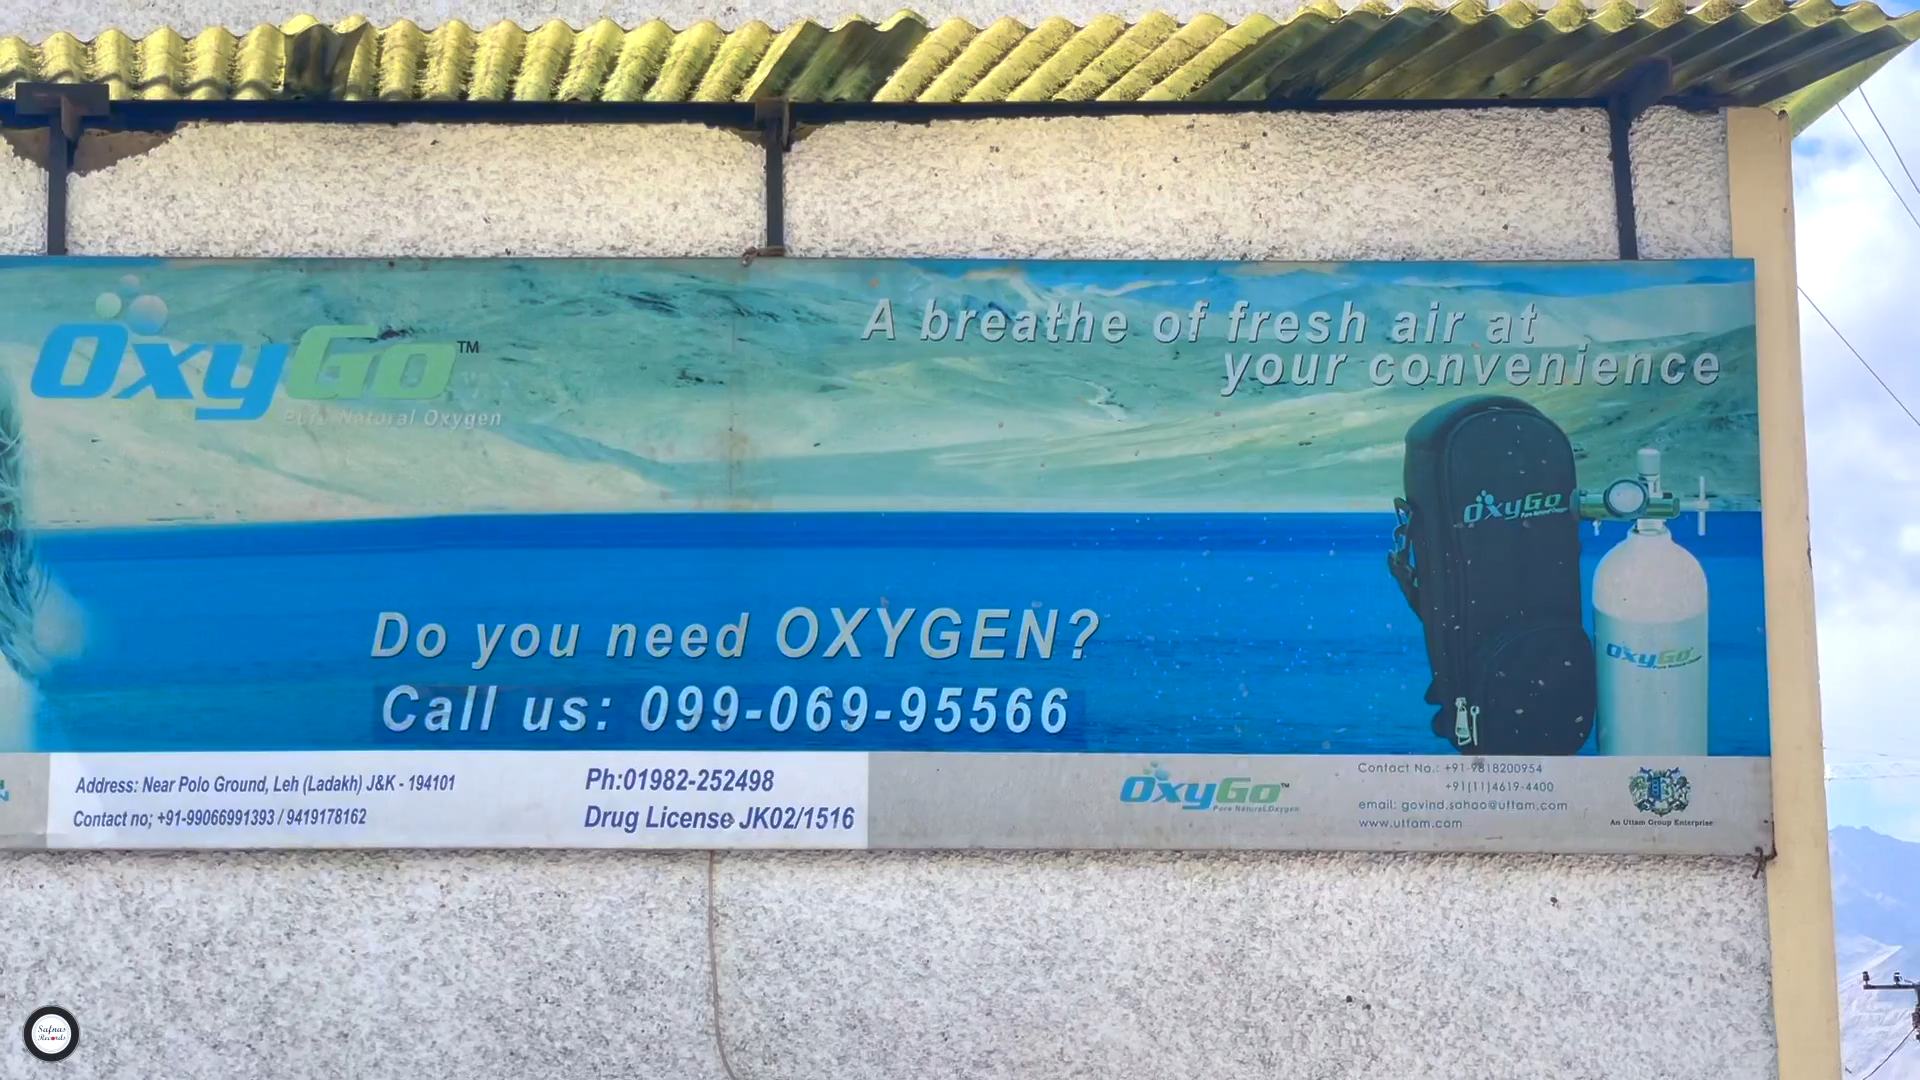 OxyGo™
Pure Natural Oxygen
A breathe of fresh air at
your convenience
OxyGo
OxyGo
Do you need OXYGEN?
Call us: 099-069-95566
Address: Near Polo Ground, Leh (Ladakh) J&K - 194101
Contact no; +91-99066991393 / 9419178162
Ph:01982-252498
Drug License JK02/1516
OxyGo™
Pure Natural Oxygen
Contact No.: +91-9818200954
+91(11)4619-4400
email: govind.sahoo@uttam.com
www.uttam.com
An Uttam Group Enterprise
Safnas
Records